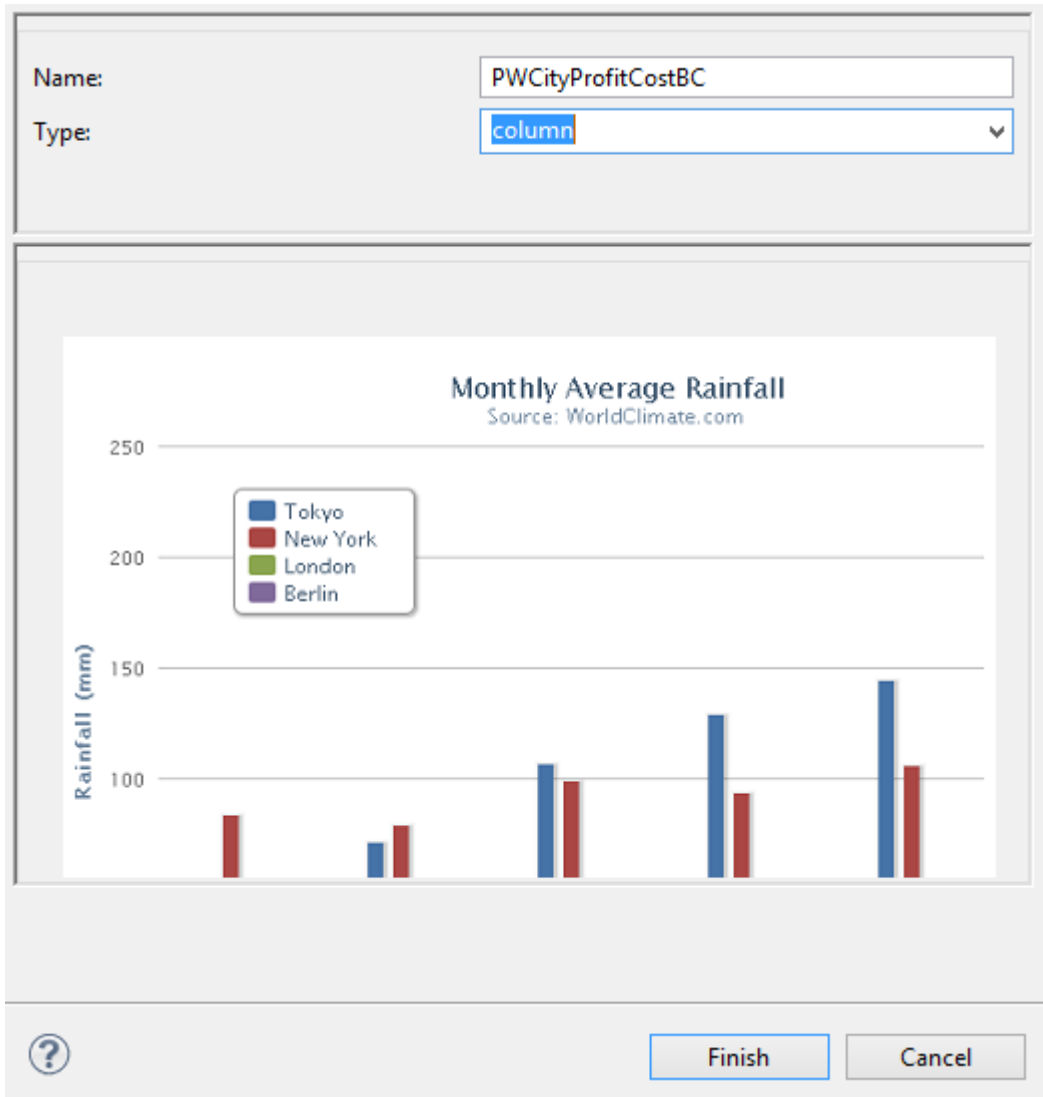 Name:
PWCityProfitCostBC
Type:
column
Monthly Average Rainfall
Source: WorldClimate.com
250
Tokyo
New York
200
London
Berlin
150
Rainfall (mm)
100
?
Finish
Cancel